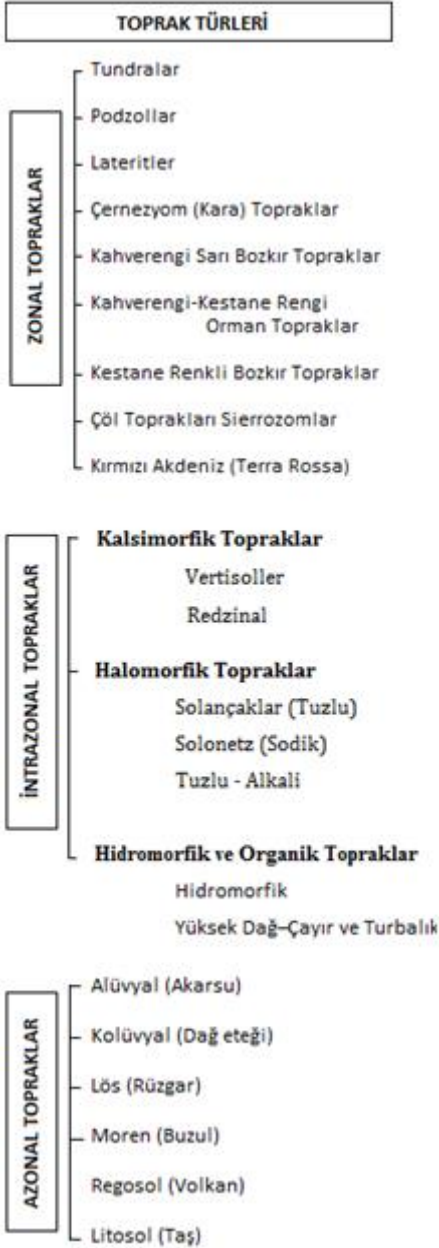 TOPRAK TÜRLERİ
ZONAL TOPRAKLAR
Tundralar
Podzollar
Lateritler
Çernezyom (Kara) Topraklar
Kahverengi Sarı Bozkır Topraklar
Kahverengi-Kestane Rengi
Orman Topraklar
Kestane Renkli Bozkır Topraklar
Çöl Toprakları Sierrozomlar
Kırmızı Akdeniz (Terra Rossa)
İNTRAZONAL TOPRAKLAR
Kalsimorfik Topraklar
Vertisoller
Redzinal
Halomorfik Topraklar
Solançaklar (Tuzlu)
Solonetz (Sodik)
Tuzlu - Alkali
Hidromorfik ve Organik Topraklar
Hidromorfik
Yüksek Dağ–Çayır ve Turbalık
AZONAL TOPRAKLAR
Alüvyal (Akarsu)
Kolüvyal (Dağ eteği)
Lös (Rüzgar)
Moren (Buzul)
Regosol (Volkan)
Litosol (Taş)